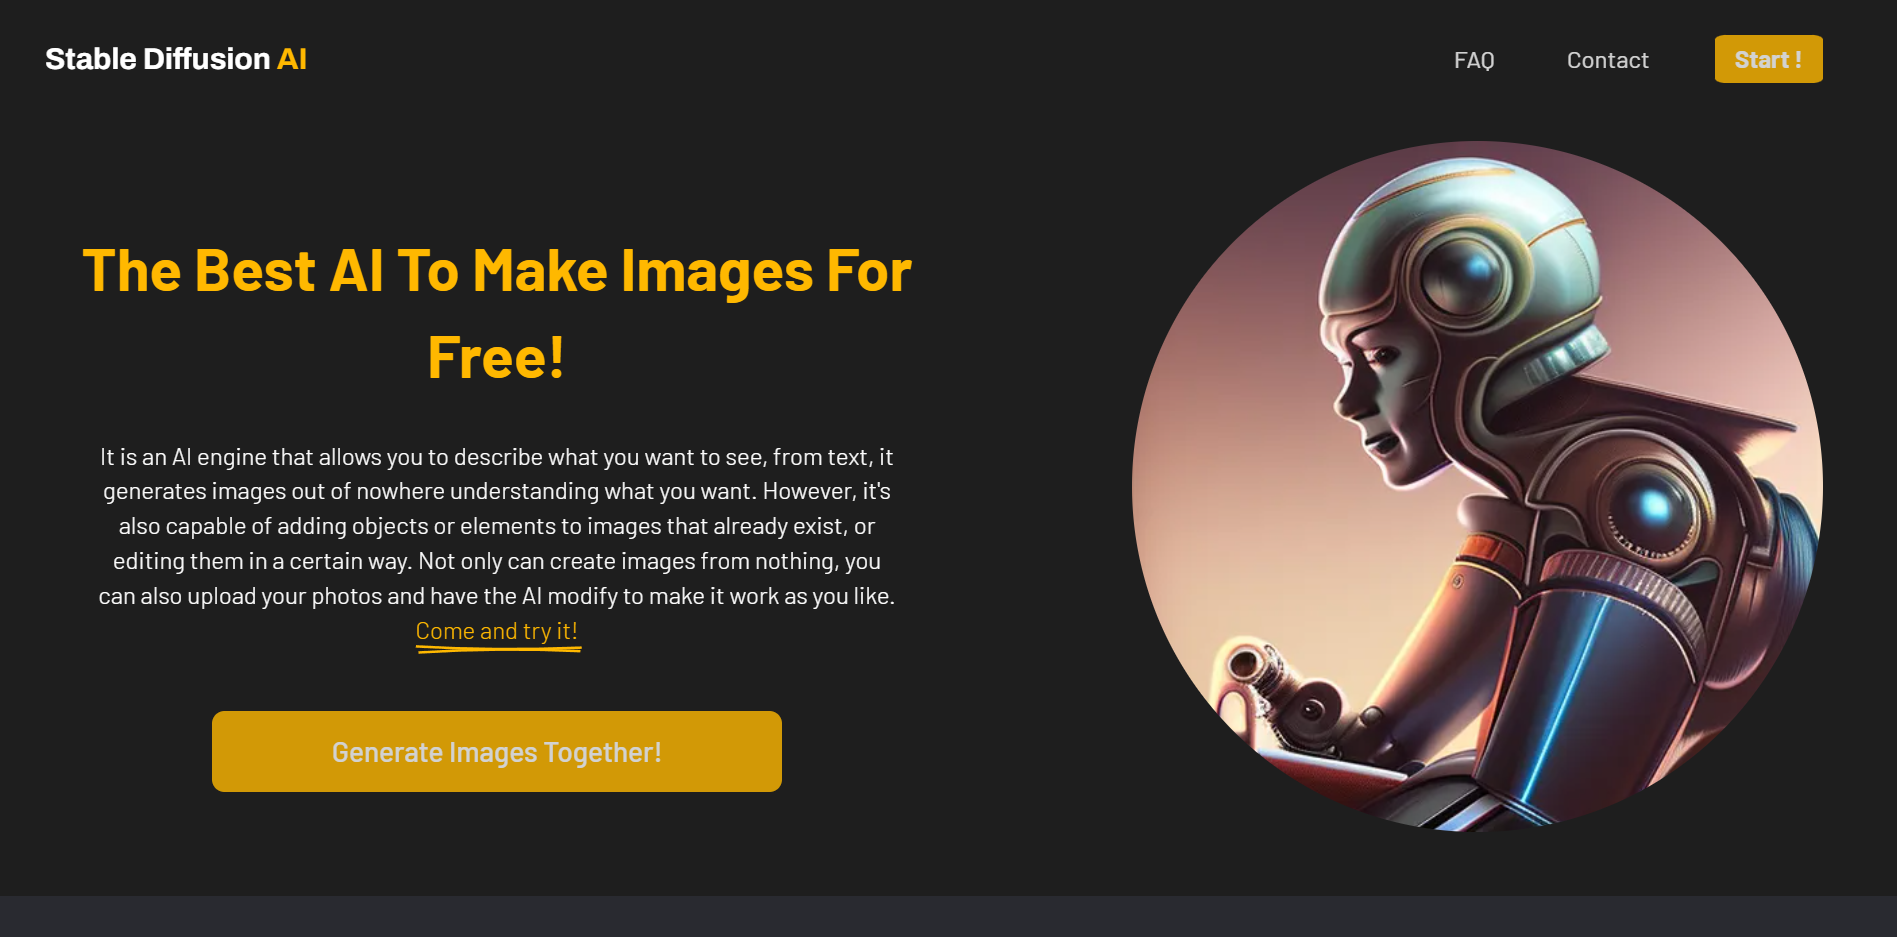 Stable Diffusion AI
FAQ
Contact
Start !
The Best AI To Make Images For
Free!
It is an AI engine that allows you to describe what you want to see, from text, it
generates images out of nowhere understanding what you want. However, it's
also capable of adding objects or elements to images that already exist, or
editing them in a certain way. Not only can create images from nothing, you
can also upload your photos and have the AI modify to make it work as you like.
Come and try it!
Generate Images Together!